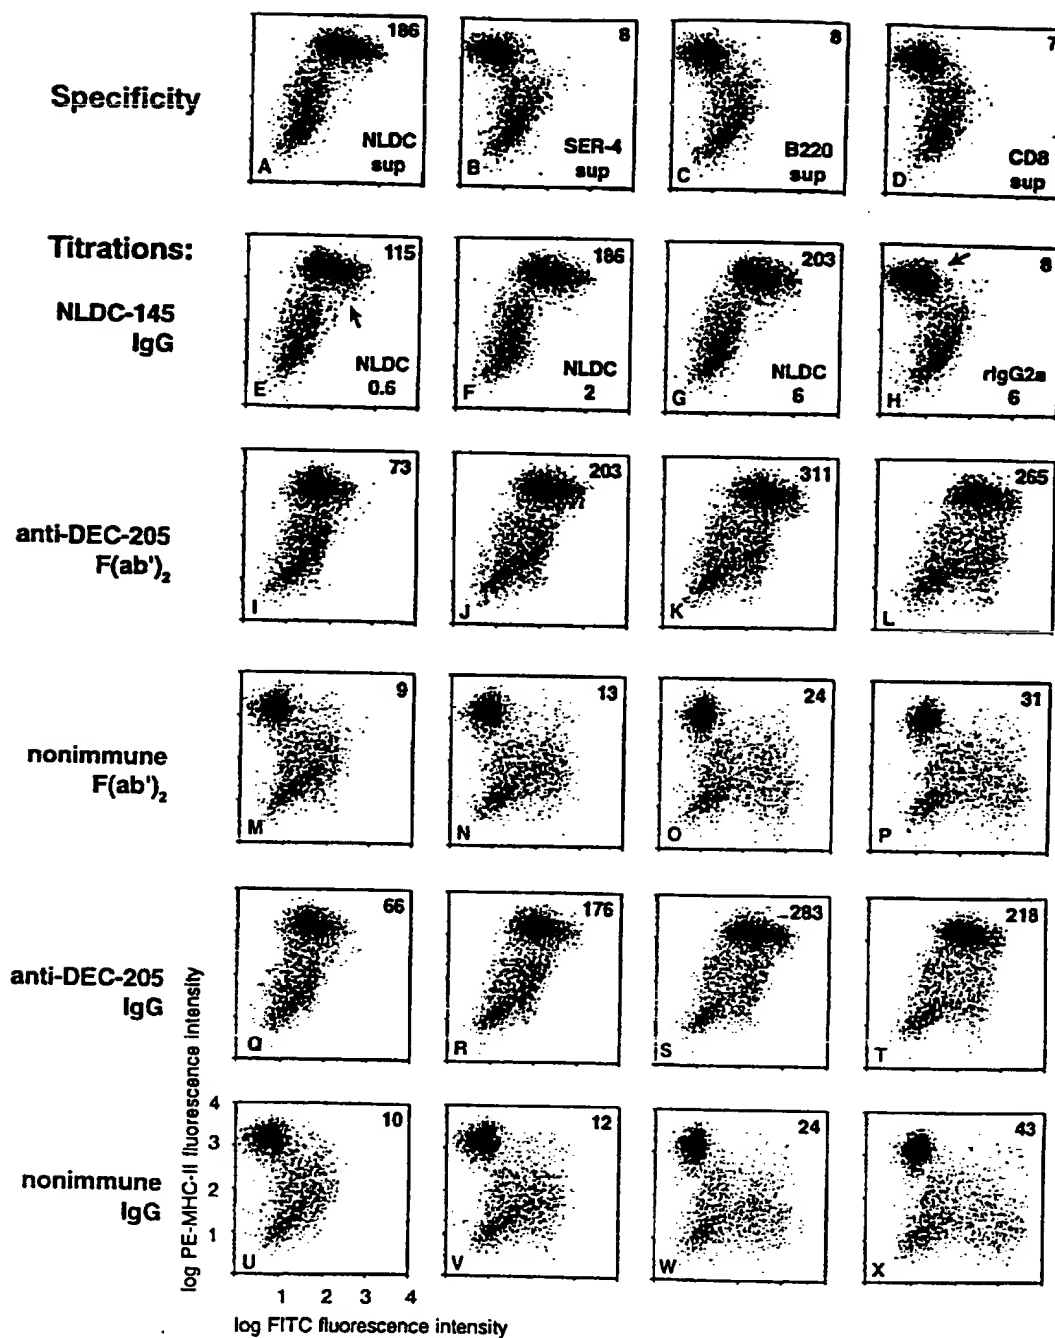 Specificity
186
A
NLDC
sup
8
B
SER-4
sup
8
C
B220
sup
7
D
CD8
sup
Titrations:
NLDC-145
IgG
115
E
NLDC
0.6
186
F
NLDC
2
203
G
NLDC
6
8
H
rIgG2a
6
anti-DEC-205
F(ab')2
73
I
203
J
311
K
265
L
nonimmune
F(ab')2
9
M
13
N
24
O
31
P
anti-DEC-205
IgG
66
Q
176
R
283
S
218
T
nonimmune
IgG
10
U
12
V
24
W
43
X
log PE-MHC-II fluorescence intensity
4
3
2
1
1 2 3 4
log FITC fluorescence intensity